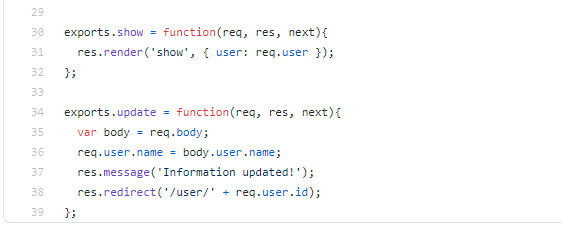 29
30 exports.show = function(req, res, next){
31   res.render('show', { user: req.user });
32 };
33
34 exports.update = function(req, res, next){
35   var body = req.body;
36   req.user.name = body.user.name;
37   res.message('Information updated!');
38   res.redirect('/user/' + req.user.id);
39 };